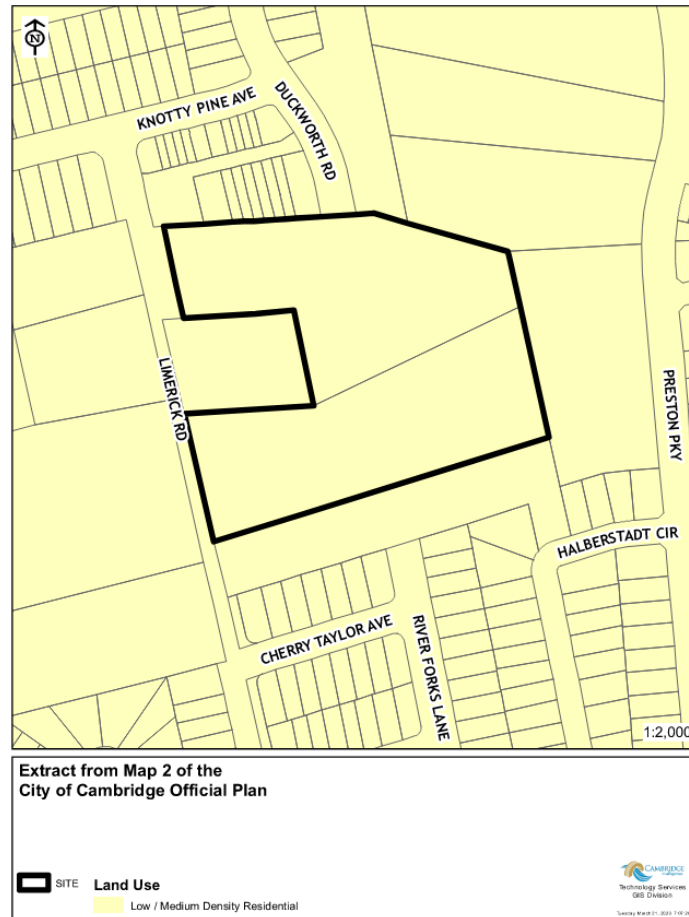 N
KNOTTY PINE AVE
DUCKWORTH RD
LIMERICK RD
PRESTON PKY
HALBERSTADT CIR
CHERRY TAYLOR AVE
RIVER FORKS LANE
1:2,000
Extract from Map 2 of the
City of Cambridge Official Plan
SITE
Land Use
Low / Medium Density Residential
CAMBRIDGE
Technology Services
GIS Division